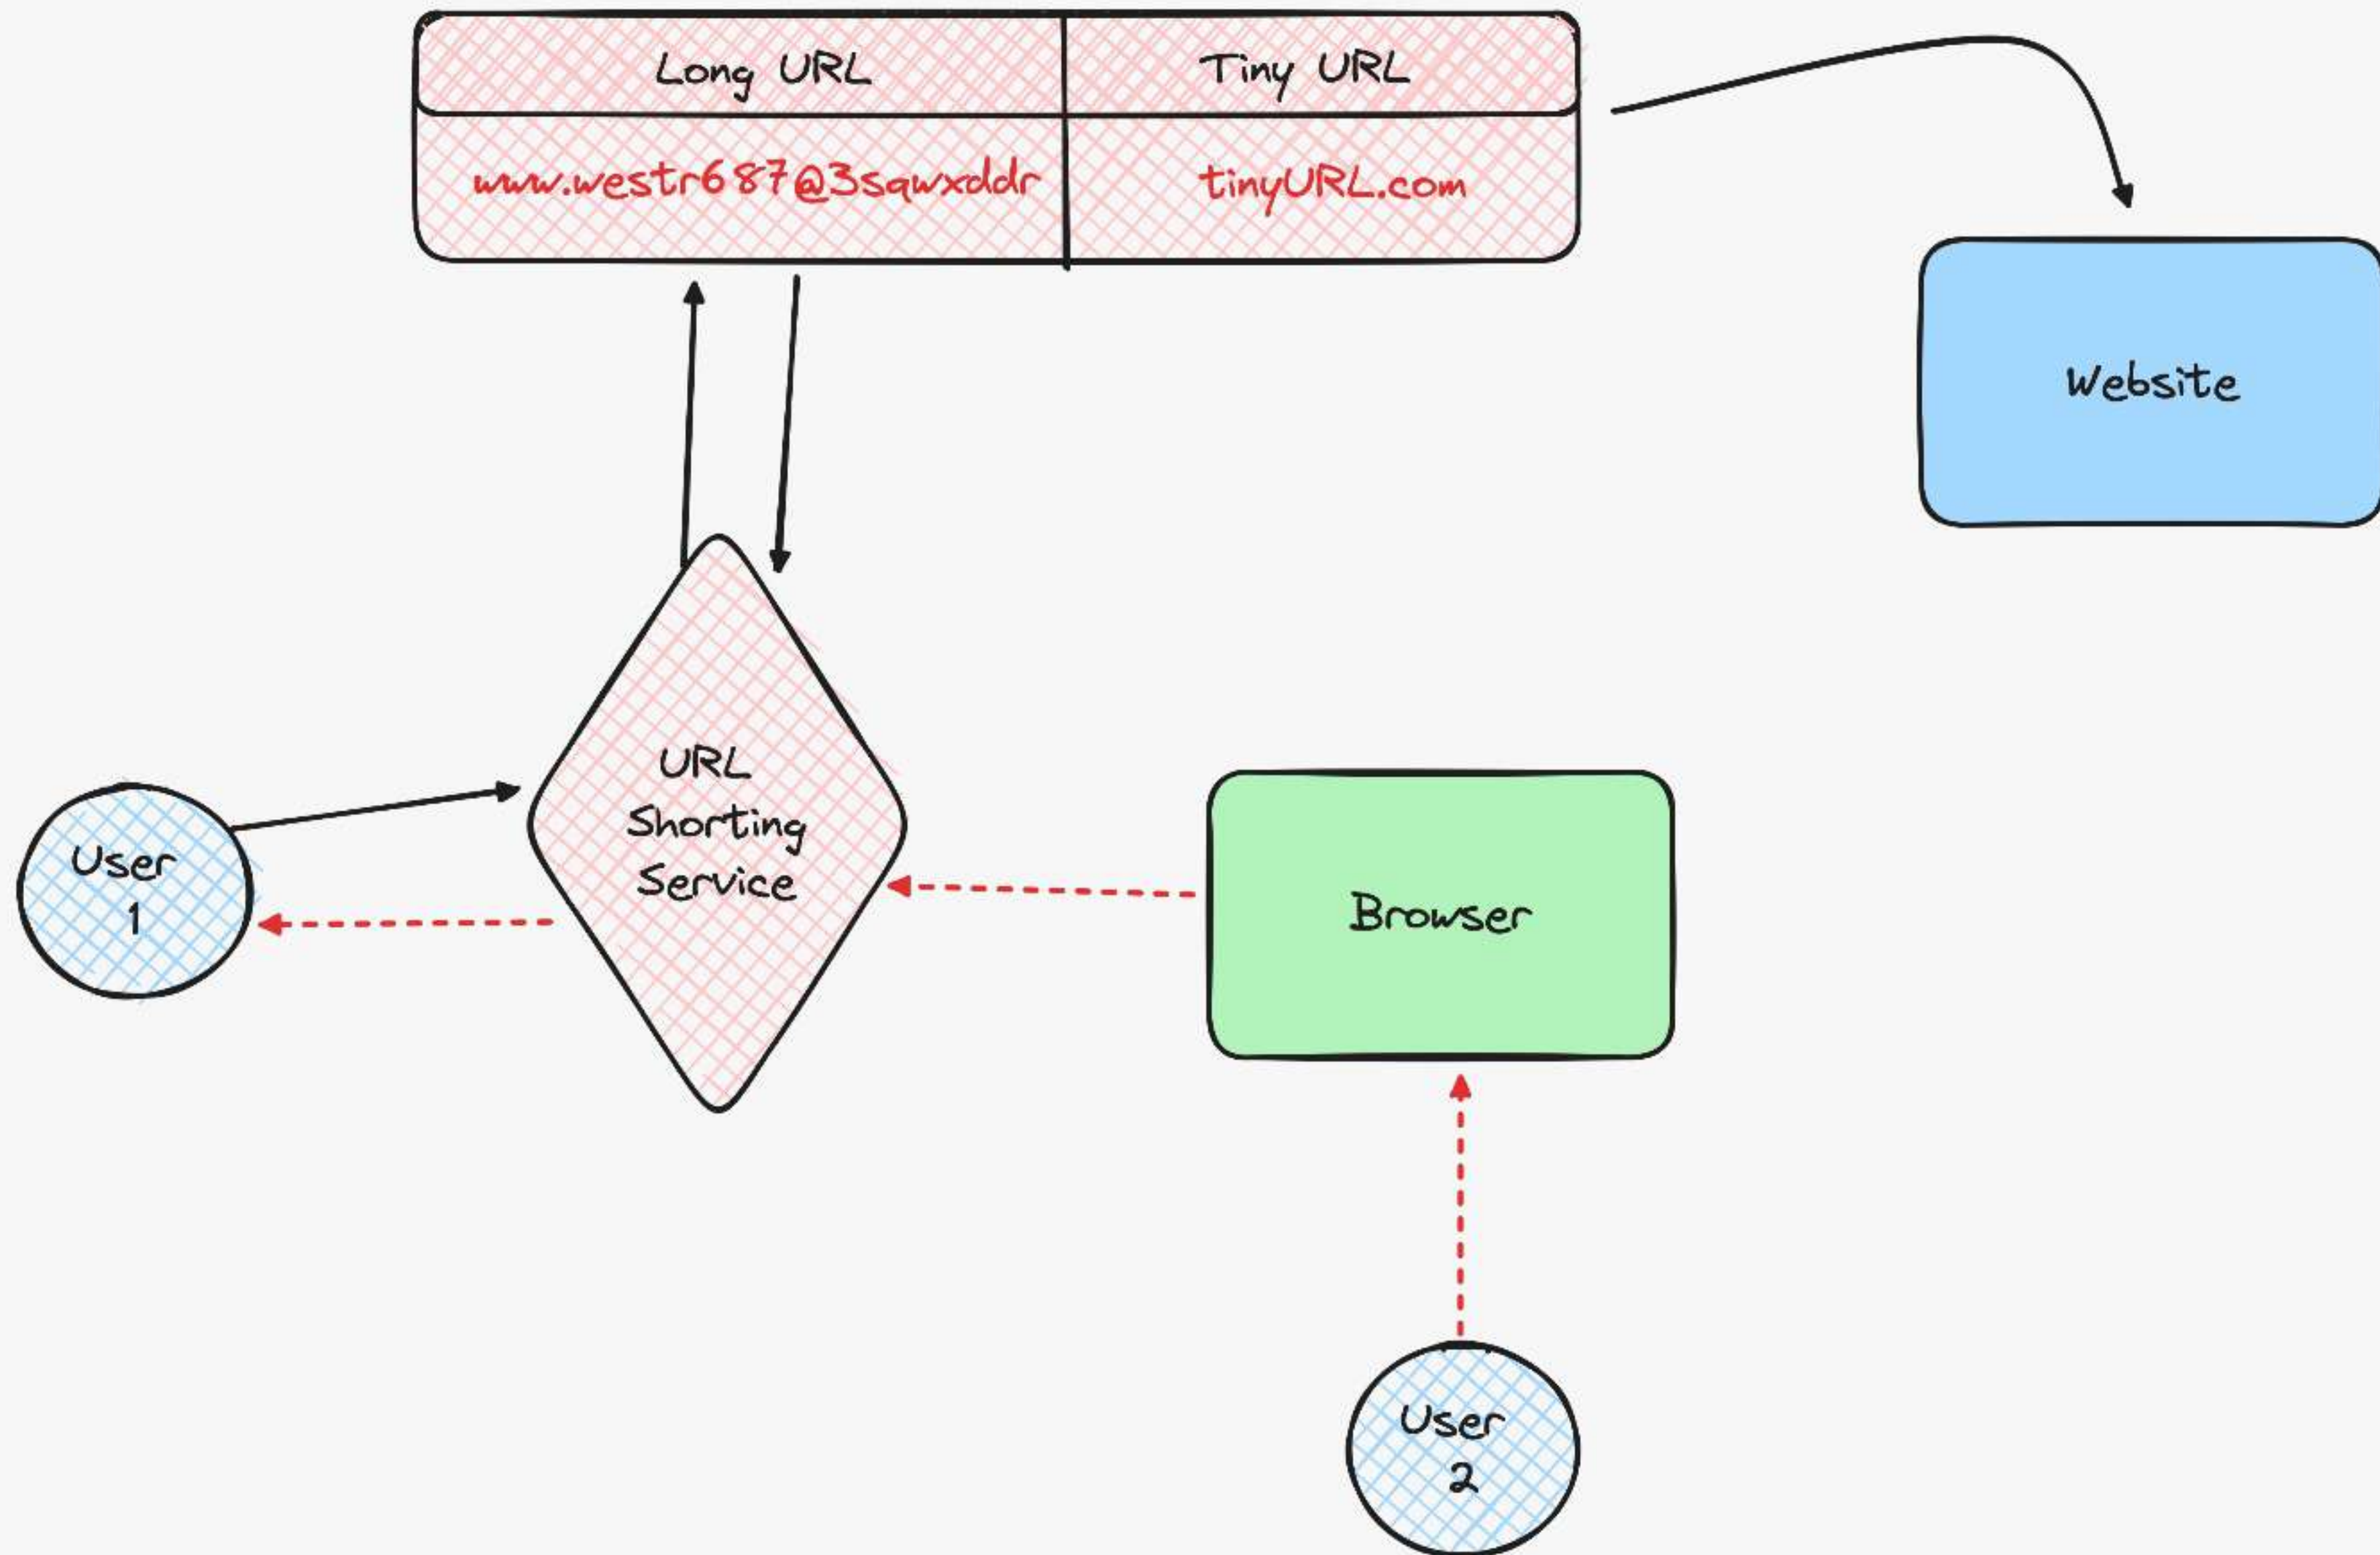 Long URL
Tiny URL
www.westr687@3sqwxddr
tinyURL.com
Website
URL
Shorting
Service
User
1
Browser
User
2